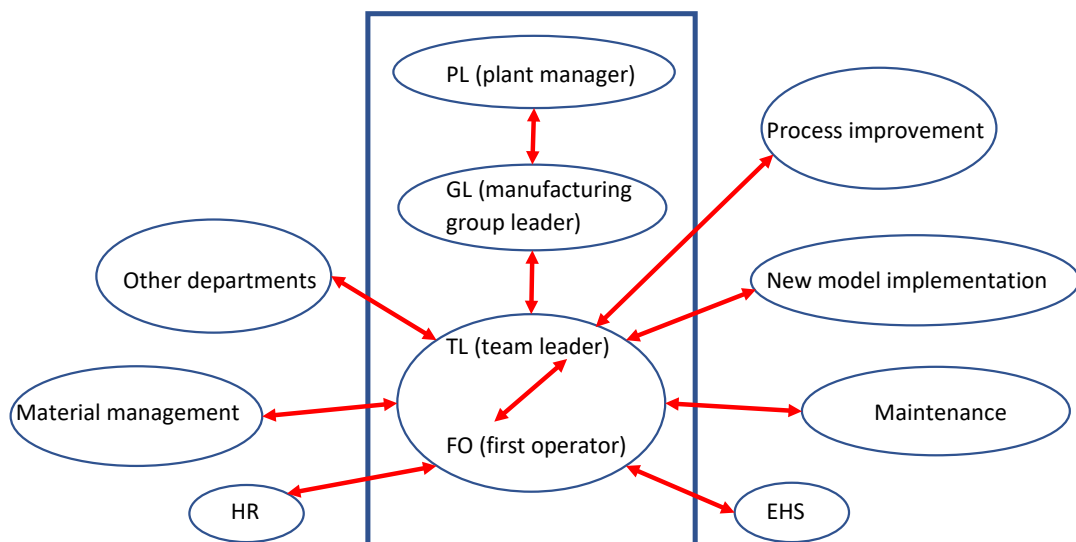 PL (plant manager)
Process improvement
GL (manufacturing
group leader)
Other departments
New model implementation
TL (team leader)
Material management
Maintenance
FO (first operator)
HR
EHS